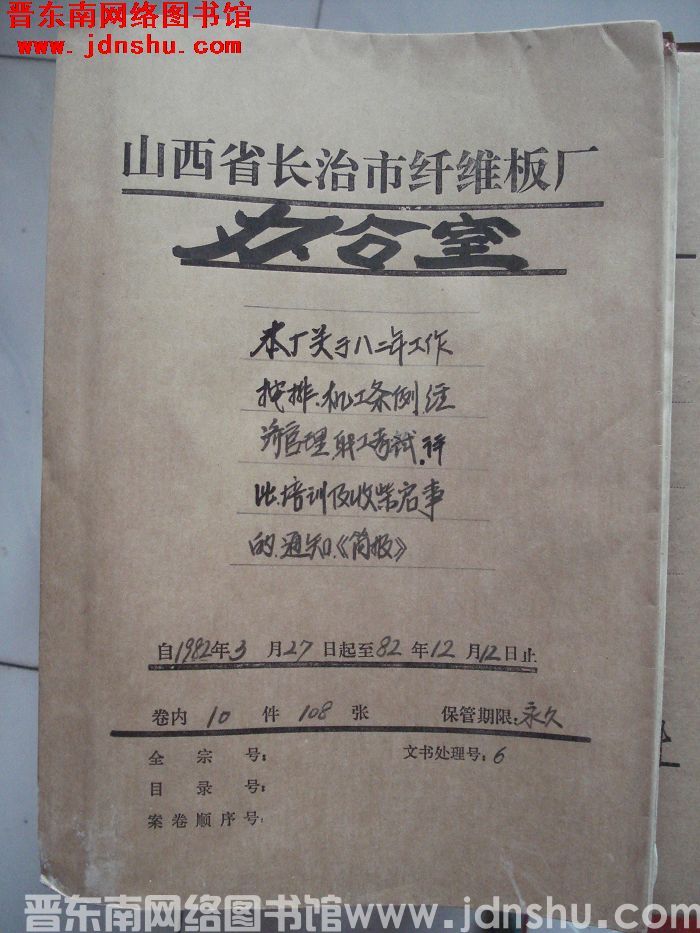 晋东南网络图书馆
www.jdnshu.com
山西省长治市纤维板厂
办公室
本厂关于八二年工作
按排.机工条例经
济管理职工考试.评
比.培训及收柴启事
的.通知.《简报》
自1982年3月27日起至82年12月12日止
卷内10件108张 保管期限:永久
全宗号: 文书处理号:6
目录号:
案卷顺序号:
晋东南网络图书馆www.jdnshu.com